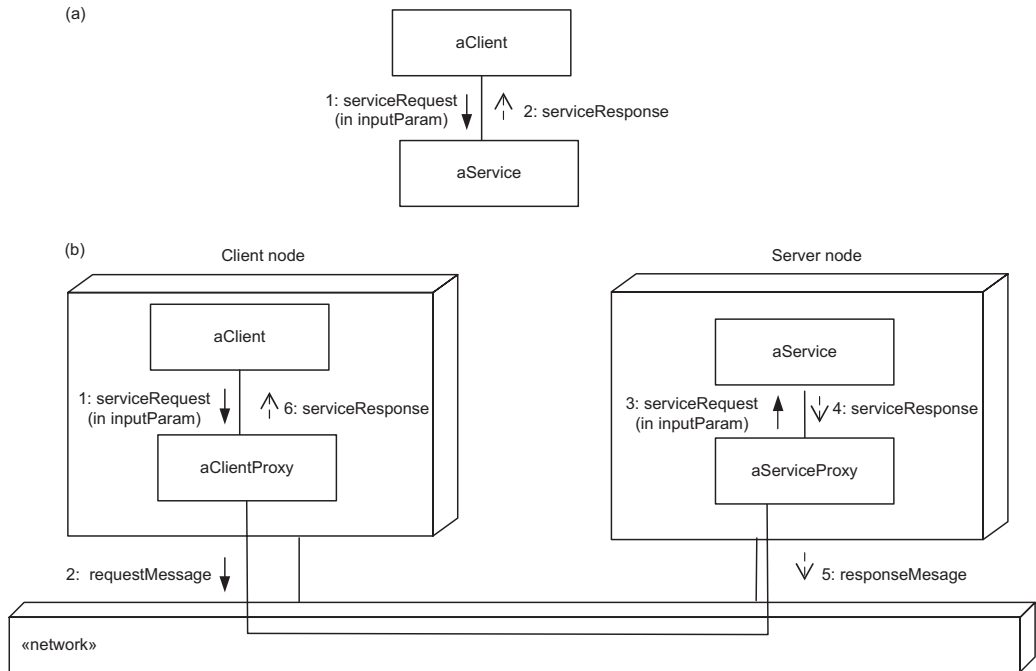 (a)
aClient
1: serviceRequest
(in inputParam)
2: serviceResponse
aService
(b)
Client node
Server node
aClient
aService
1: serviceRequest
(in inputParam)
6: serviceResponse
3: serviceRequest
(in inputParam)
4: serviceResponse
aClientProxy
aServiceProxy
2: requestMessage
5: responseMesage
«network»